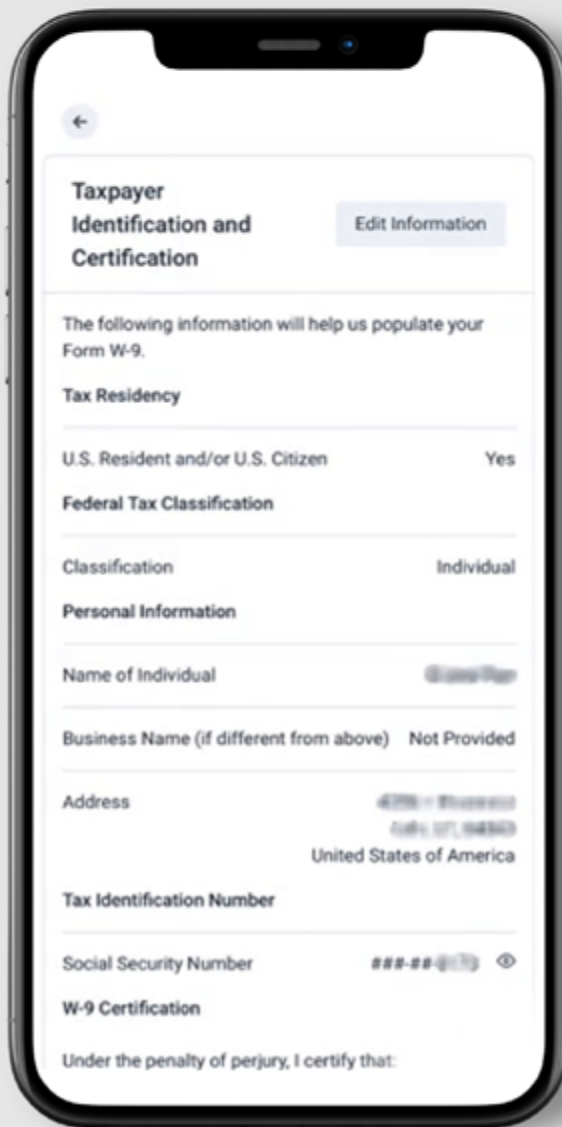 Taxpayer
Identification and
Certification
Edit Information
The following information will help us populate your
Form W-9.
Tax Residency
U.S. Resident and/or U.S. Citizen Yes
Federal Tax Classification
Classification Individual
Personal Information
Name of Individual
Business Name (if different from above) Not Provided
Address
United States of America
Tax Identification Number
Social Security Number ###-##
W-9 Certification
Under the penalty of perjury, I certify that: